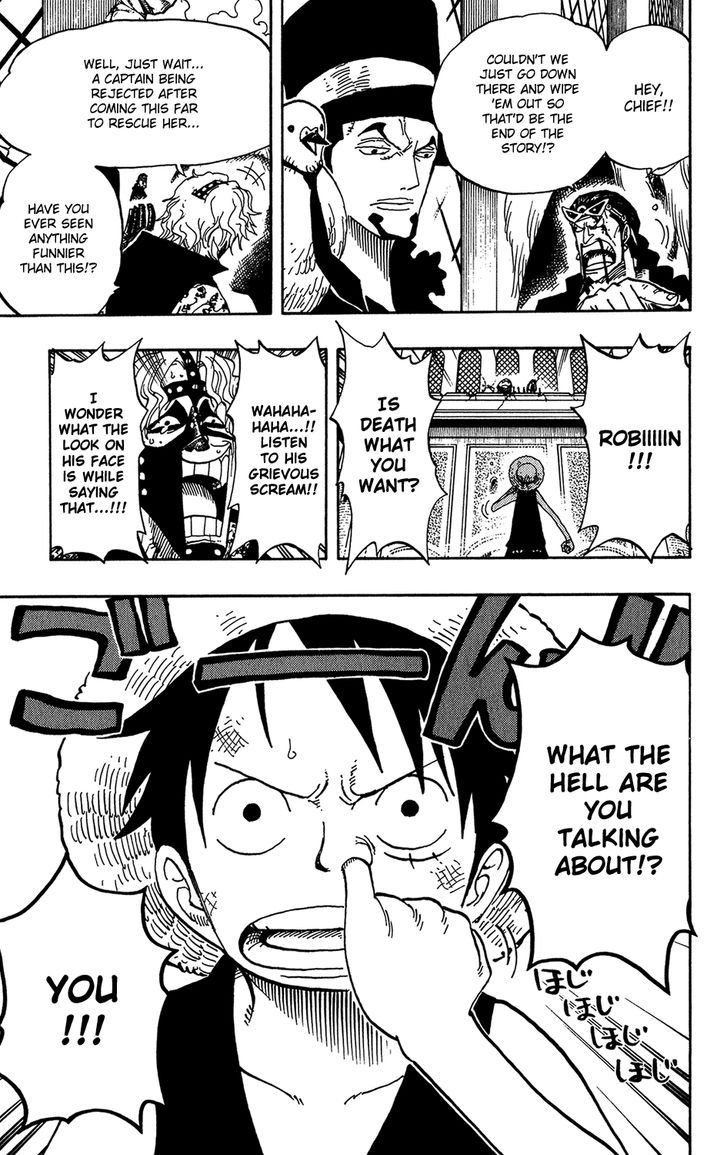 HEY,
CHIEF!!
COULDN'T WE
JUST GO DOWN
THERE AND WIPE
'EM OUT SO
THAT'D BE THE
END OF THE
STORY!?
WELL, JUST WAIT...
A CAPTAIN BEING
REJECTED AFTER
COMING THIS FAR
TO RESCUE HER...
HAVE YOU
EVER SEEN
ANYTHING
FUNNIER
THAN THIS!?
ROBIIIIIN
!!!
IS
DEATH
WHAT
YOU
WANT?
WAHAHA-
HAHA...!!
LISTEN TO
HIS
GRIEVOUS
SCREAM!!
I
WONDER
WHAT THE
LOOK ON
HIS FACE
IS WHILE
SAYING
THAT...!!!
WHAT THE
HELL ARE
YOU
TALKING
ABOUT!?
ほじ
ほじ
ほじ
ほじ
YOU
!!!